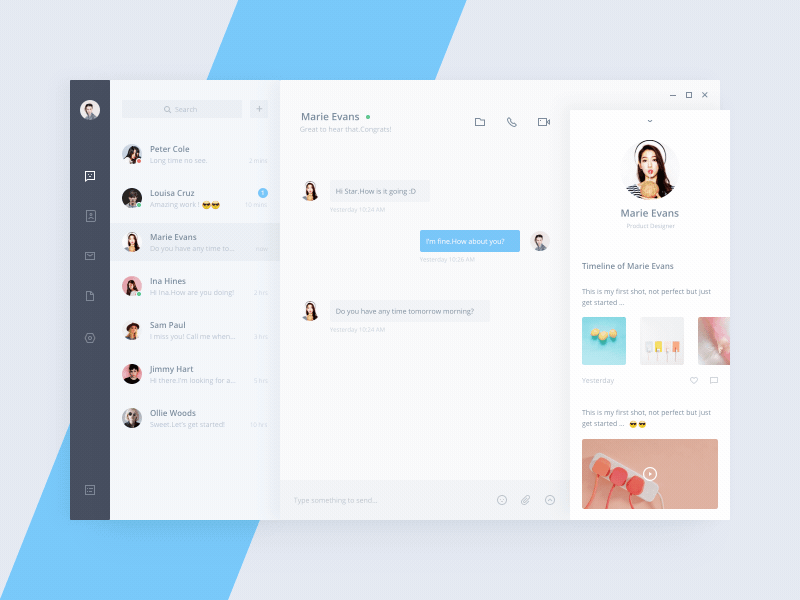 Search
+
Peter Cole
Long time no see.
2 mins
Louisa Cruz
1
Amazing work ! 😎😎
10 mins
Marie Evans
Do you have any time to...
now
Ina Hines
Hi Ina.How are you doing!
2 hrs
Sam Paul
I miss you! Call me when...
Jimmy Hart
Hi there.I'm looking for a...
5 hrs
Ollie Woods
Sweet.Let's get started!
10 hrs
Marie Evans
Great to hear that.Congrats!
Hi Star.How is it going :D
Yesterday 10:24 AM
I'm fine.How about you?
Yesterday 10:26 AM
Do you have any time tomorrow morning?
Yesterday 10:24 AM
Type something to send...
Marie Evans
Product Designer
Timeline of Marie Evans
This is my first shot, not perfect but just
get started ...
Yesterday
This is my first shot, not perfect but just
get started ... 😎😎